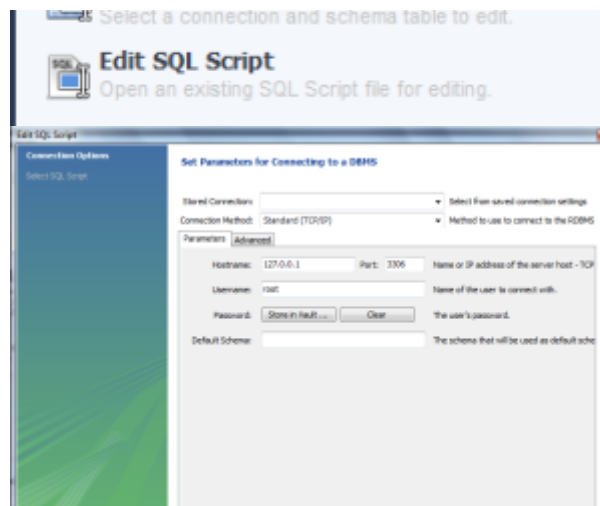 Select a connection and schema table to edit.
Edit SQL Script
Open an existing SQL Script file for editing.
Edit SQL Script
Connection Options
Select SQL Script
Set Parameters for Connecting to a DBMS
Stored Connection: Select from saved connection settings
Connection Method: Standard (TCP/IP) Method to use to connect to the RDBMS
Parameters Advanced
Hostname: 127.0.0.1 Port: 3306 Name or IP address of the server host - TCP
Username: root Name of the user to connect with.
Password: Store in Vault ... Clear The user's password.
Default Schema: The schema that will be used as default sche